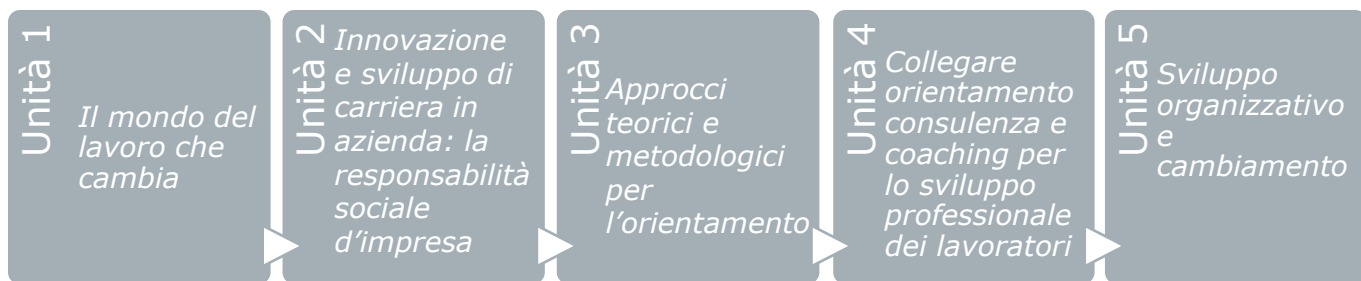 Unità 1
Il mondo del
lavoro che
cambia
Unità 2
Innovazione
e sviluppo di
carriera in
azienda: la
responsabilità
sociale
d'impresa
Unità 3
Approcci
teorici e
metodologici
per
l'orientamento
Unità 4
Collegare
orientamento
consulenza e
coaching per
lo sviluppo
professionale
dei lavoratori
Unità 5
Sviluppo
organizzativo
e
cambiamento